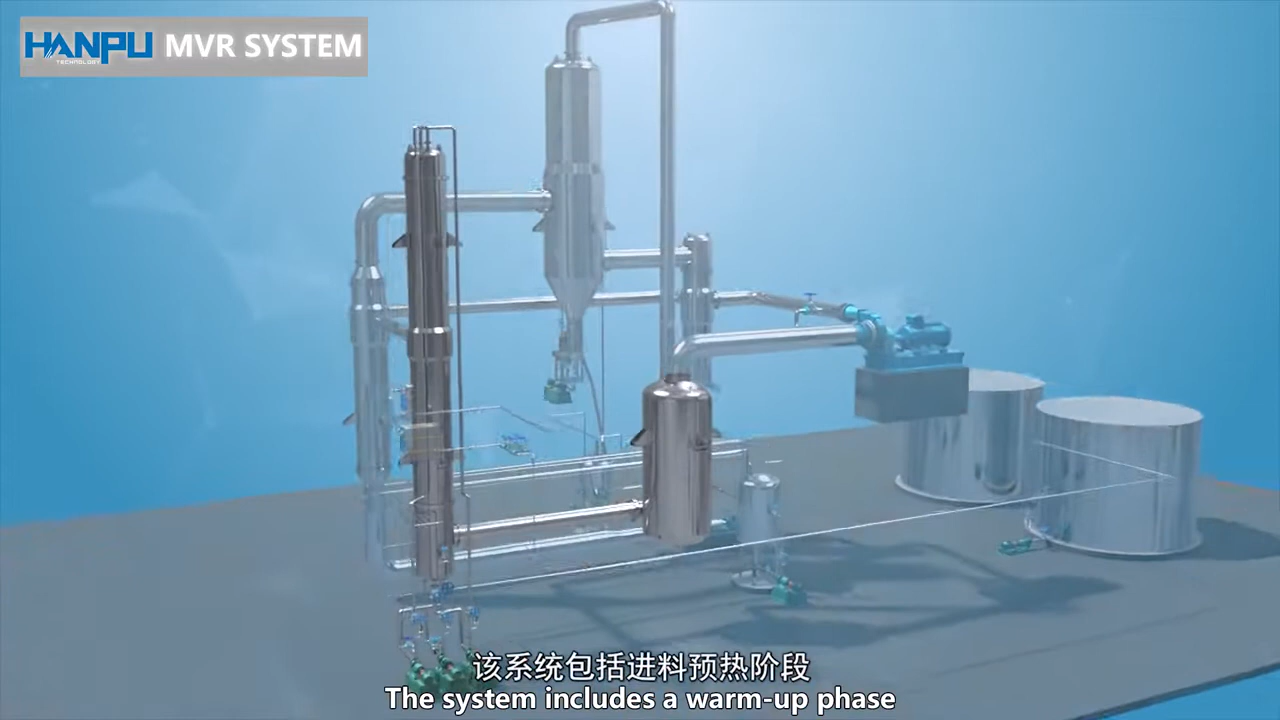 HANPU MVR SYSTEM
TECHNOLOGY
该系统包括进料预热阶段
The system includes a warm-up phase